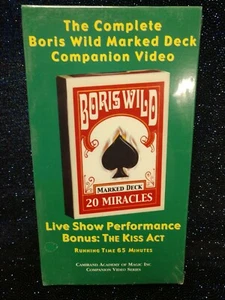 The Complete
Boris Wild Marked Deck
Companion Video
BORIS WILD
MARKED DECK
20 MIRACLES
Live Show Performance
Bonus: THE KISS ACT
RUNNING TIME 65 MINUTES
CAMIRAND ACADEMY OF MAGIC INC.
COMPANION VIDEO SERIES